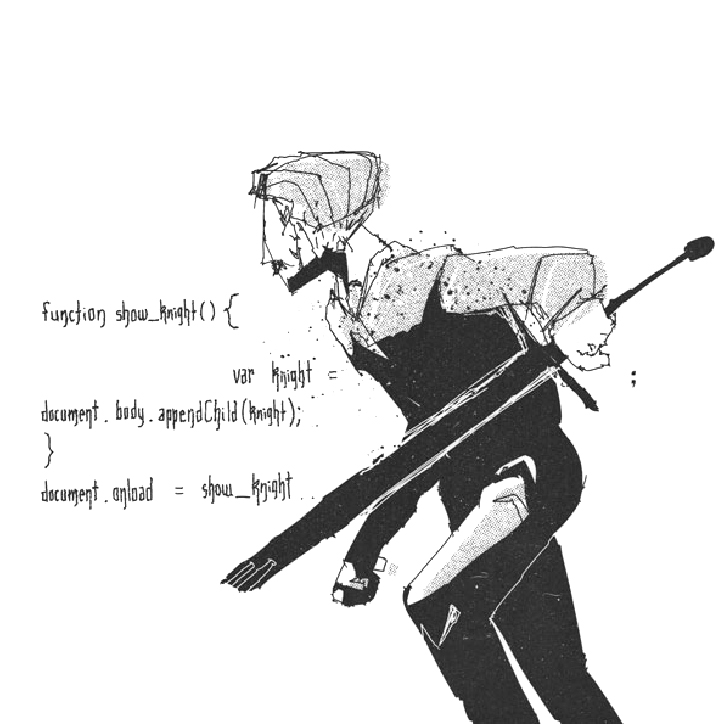 function show_knight() {
var knight = ;
document.body.appendChild(knight);
}
document.onload = show_knight